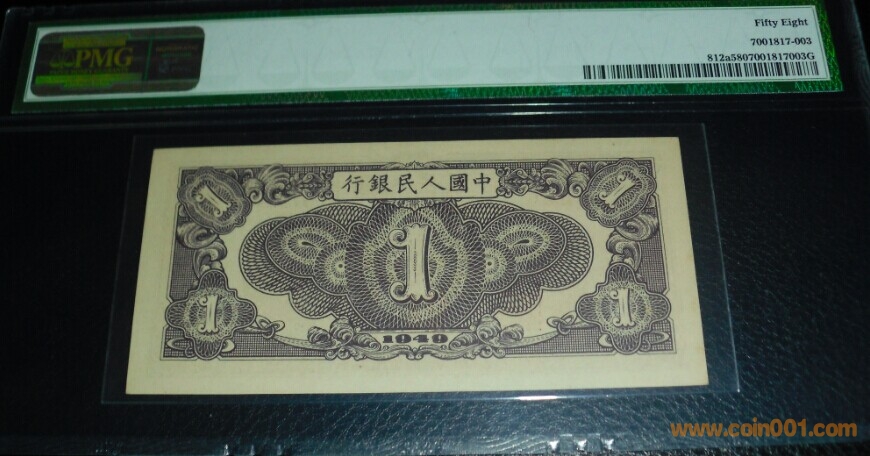 PMG
Fifty Eight
7001817-003
812a5807001817003G
行銀民人國中
1
1
1
1
1
1949
www.coin001.com